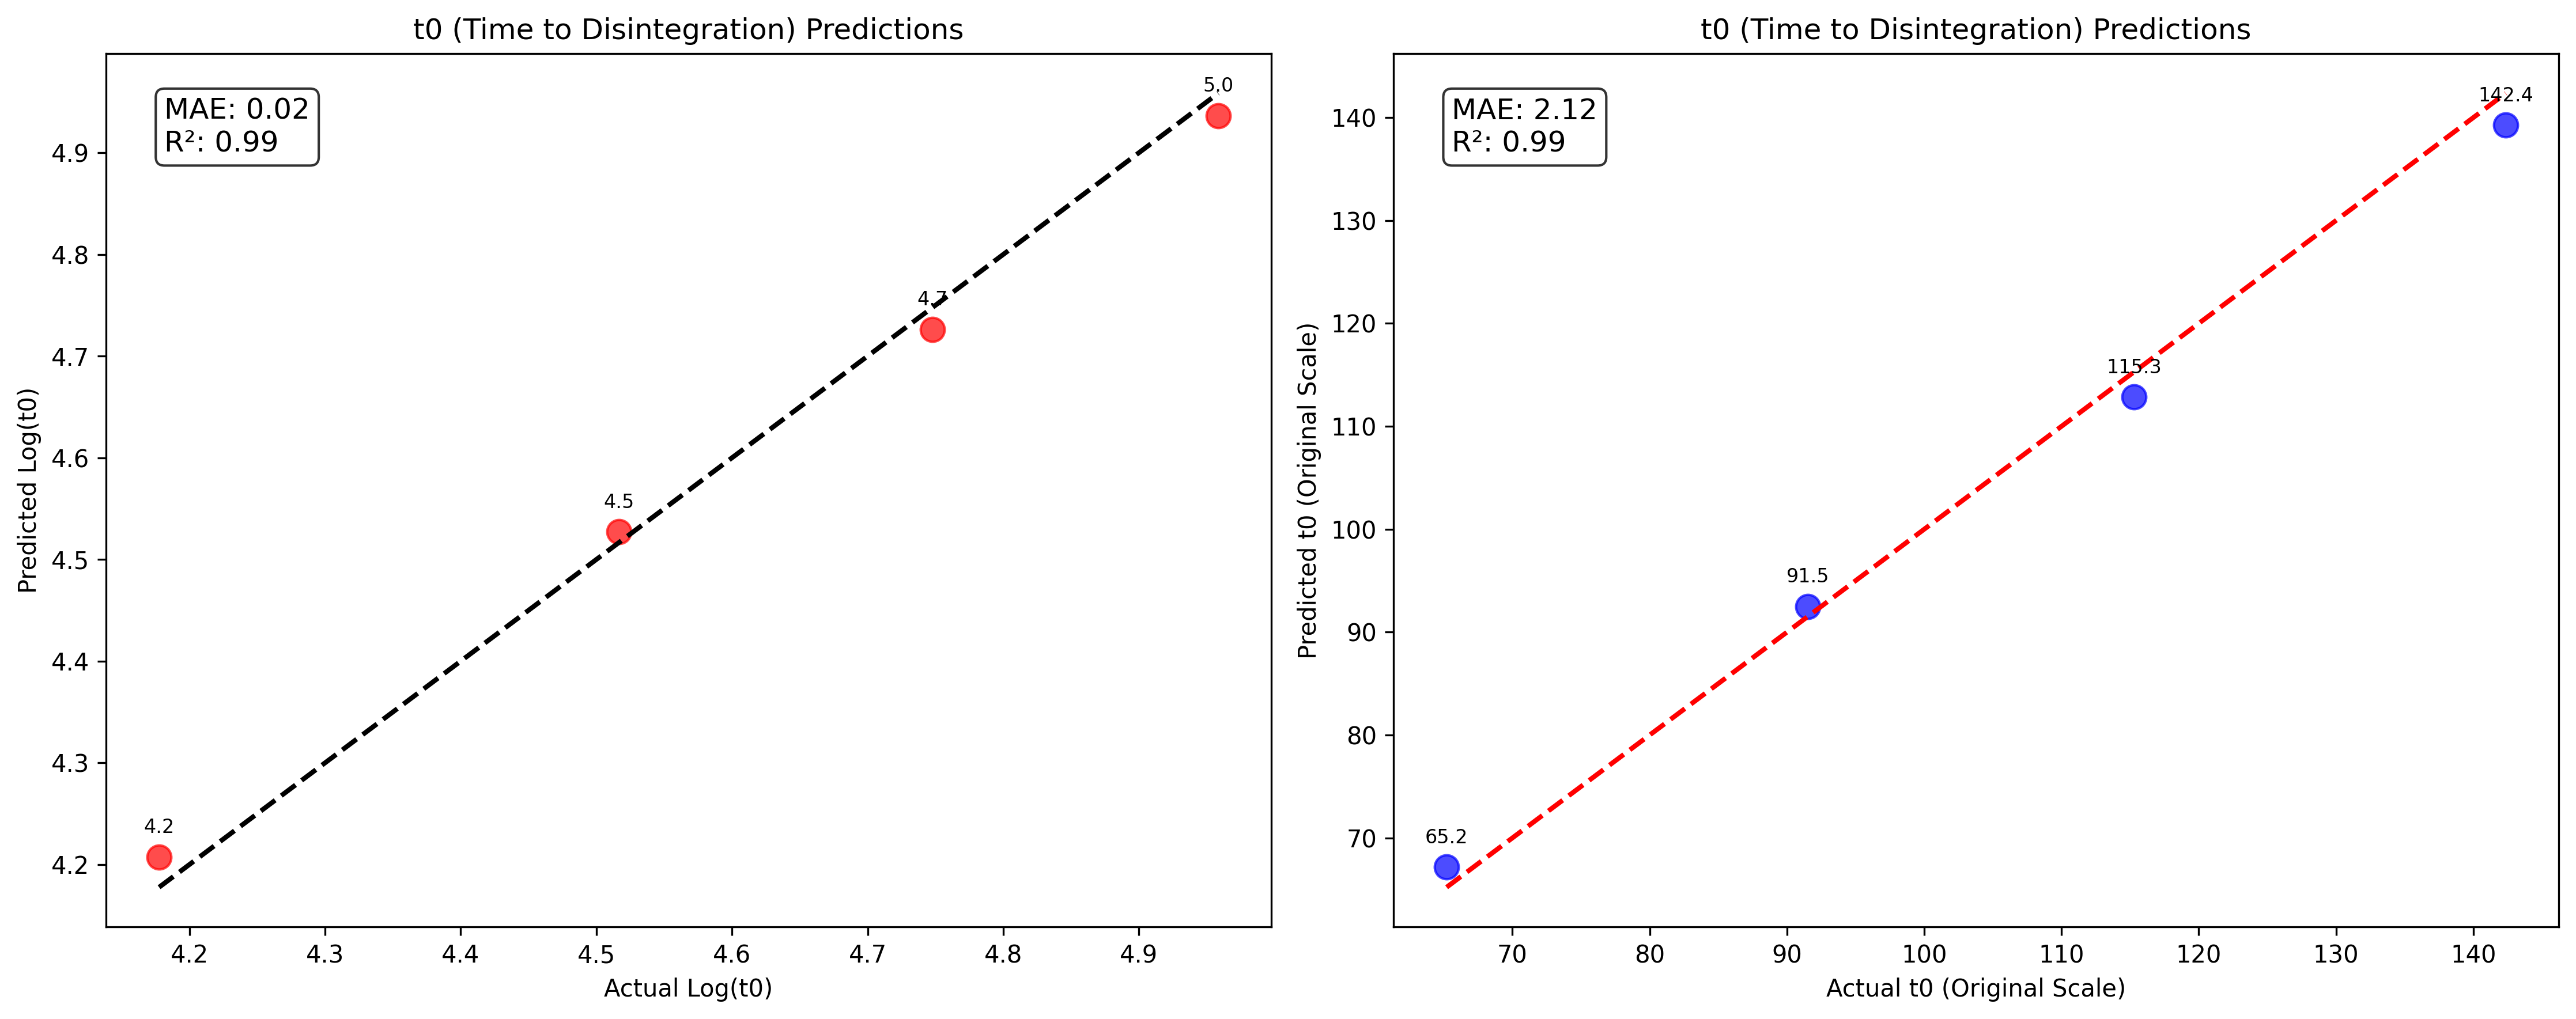 t0 (Time to Disintegration) Predictions
MAE: 0.02
R²: 0.99
5.0
4.7
4.5
4.2
4.9
4.8
4.7
4.6
4.5
4.4
4.3
4.2
Predicted Log(t0)
4.2 4.3 4.4 4.5 4.6 4.7 4.8 4.9
Actual Log(t0)
t0 (Time to Disintegration) Predictions
MAE: 2.12
R²: 0.99
142.4
115.3
91.5
65.2
140
130
120
110
100
90
80
70
Predicted t0 (Original Scale)
70 80 90 100 110 120 130 140
Actual t0 (Original Scale)